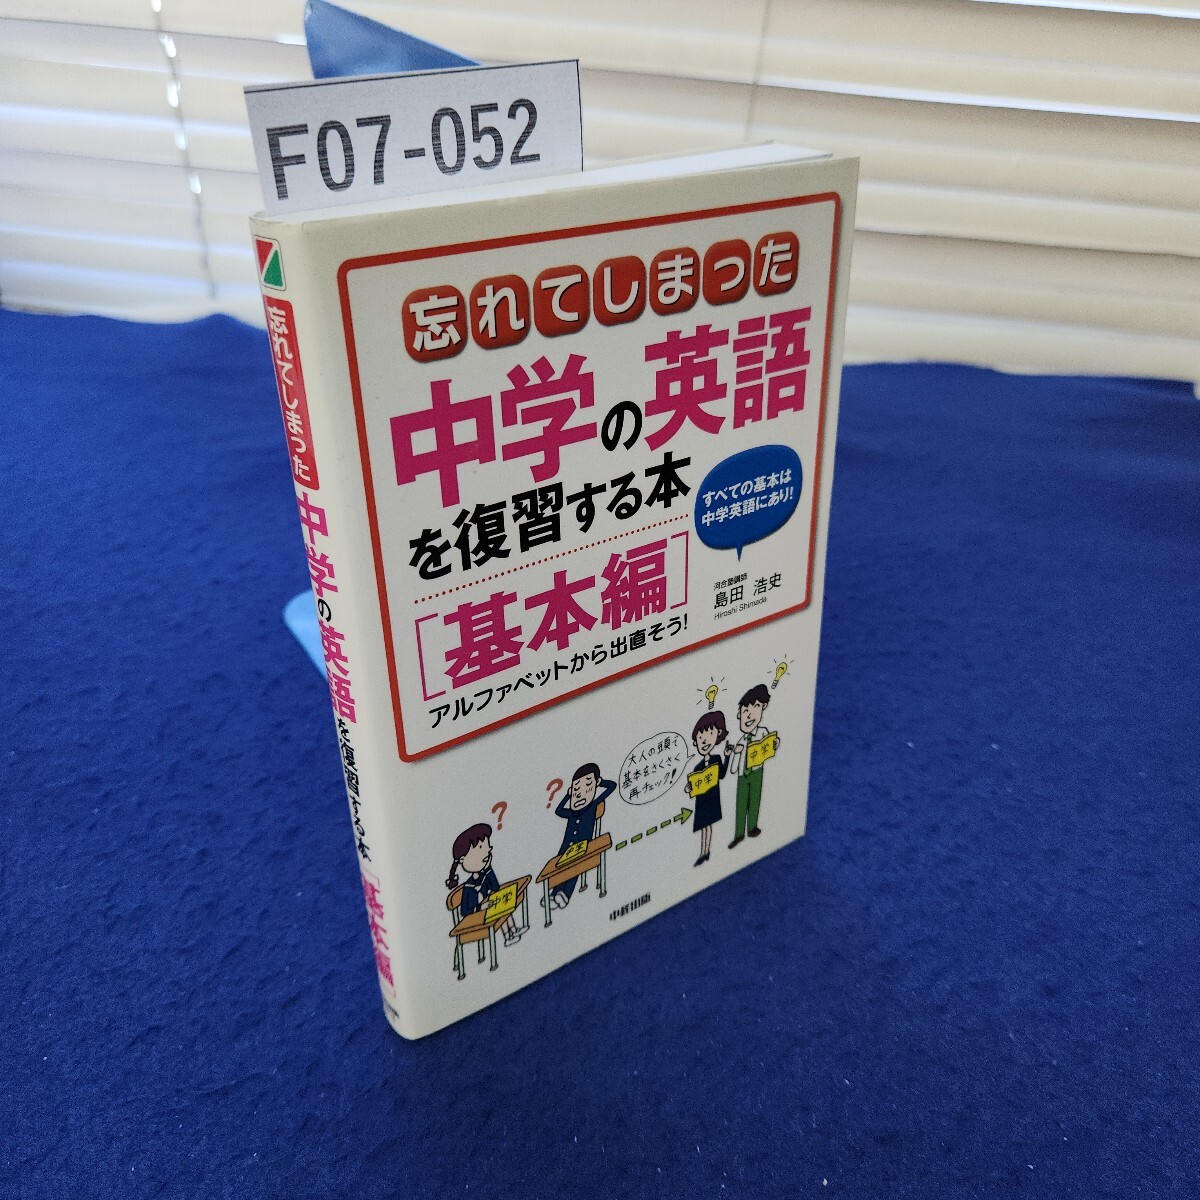 F07-052
忘れてしまった
中学の英語
を復習する本
すべての基本は
中学英語にあり!
[基本編]
アルファベットから出直そう!
河合塾講師
島田 浩史
Hiroshi Shimada
大人の頭で
基本をさくさく
再チェック!!
?
?
中学
中学
中学
中学
中経出版
忘れてしまった中学の英語を復習する本[基本編]